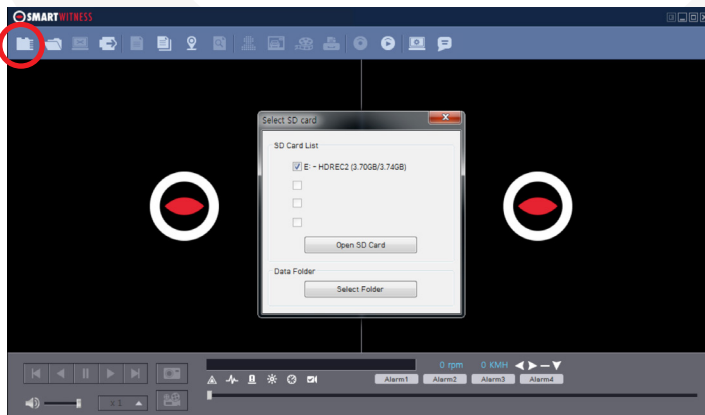 SMARTWITNESS
Select SD card
SD Card List
E: - HDREC2 (3.70GB/3.74GB)
Open SD Card
Data Folder
Select Folder
0 rpm 0 KMH
Alarm1 Alarm2 Alarm3 Alarm4
x 1